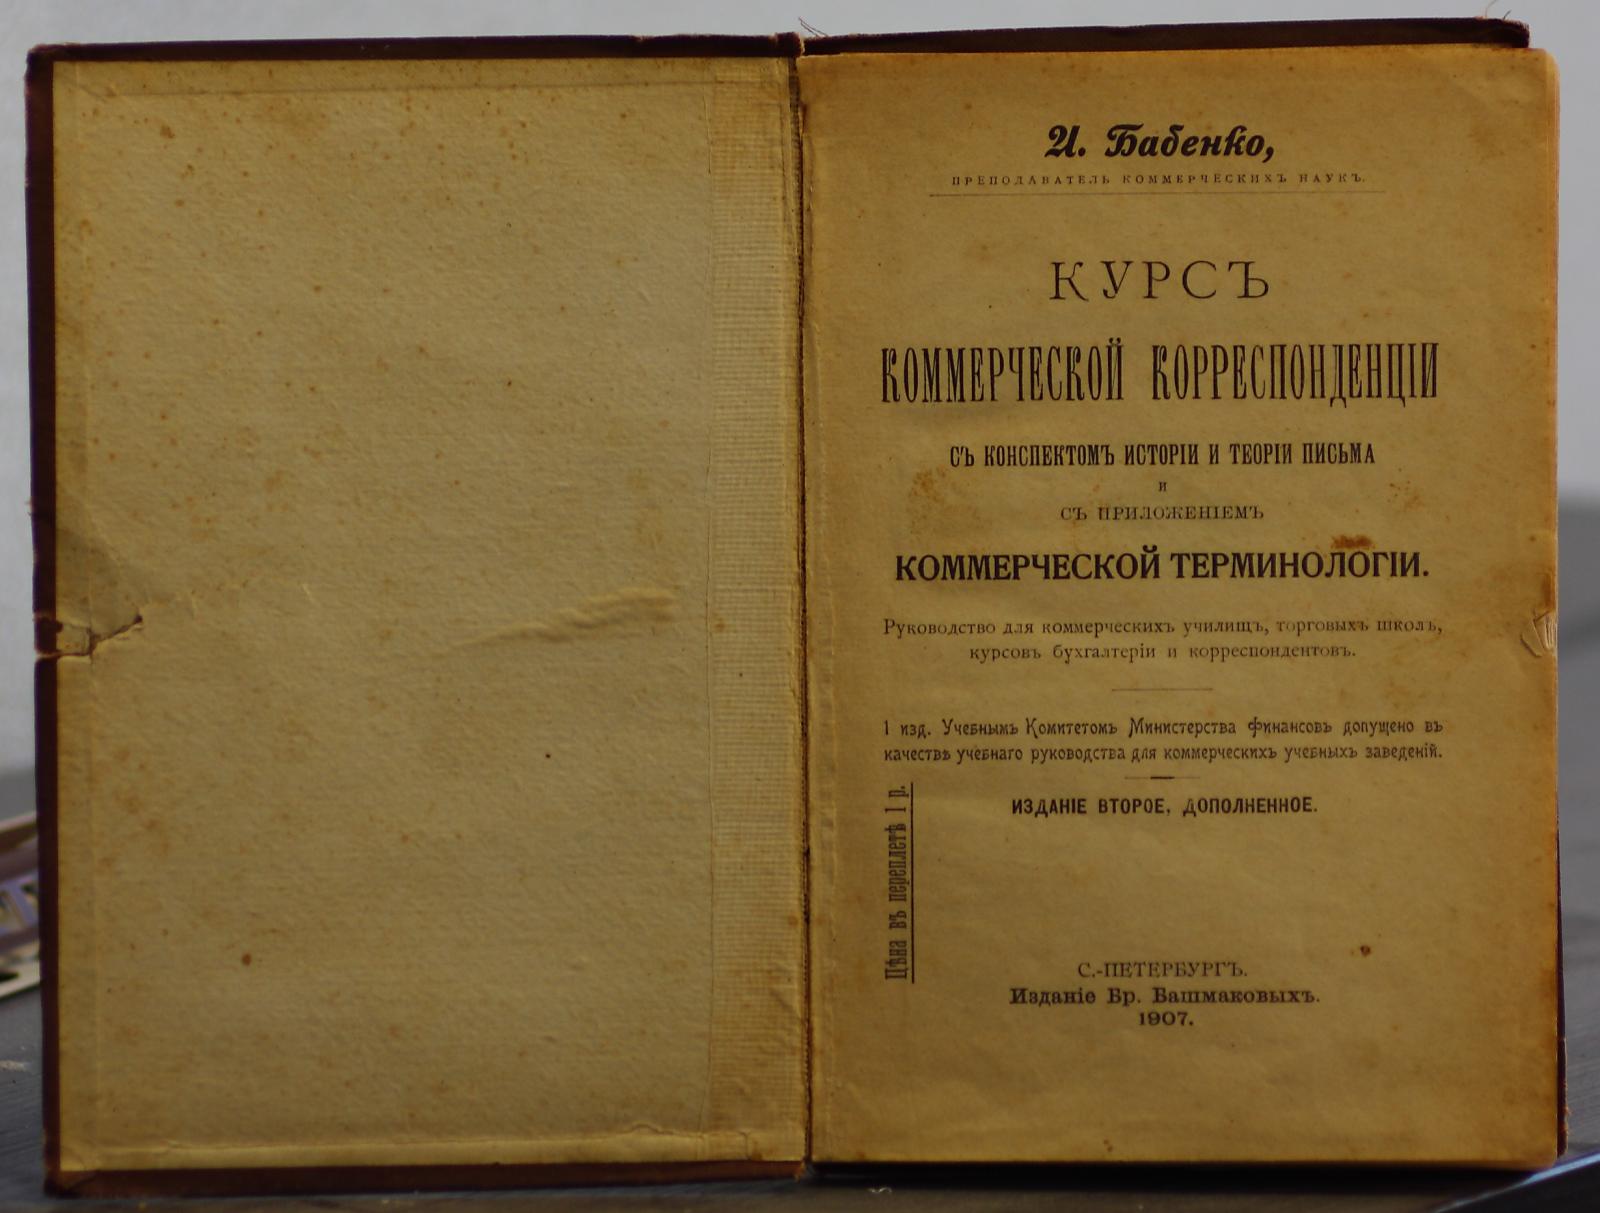 И. Бабенко,
ПРЕПОДАВАТЕЛЬ КОММЕРЧЕСКИХЪ НАУКЪ.
КУРСЪ
КОММЕРЧЕСКОЙ КОРРЕСПОНДЕНЦІИ
СЪ КОНСПЕКТОМЪ ИСТОРІИ И ТЕОРІИ ПИСЬМА
И
СЪ ПРИЛОЖЕНІЕМЪ
КОММЕРЧЕСКОЙ ТЕРМИНОЛОГІИ.
Руководство для коммерческихъ училищъ, торговыхъ школъ,
курсовъ бухгалтеріи и корреспондентовъ.
1 изд. Учебнымъ Комитетомъ Министерства финансовъ допущено въ
качествѣ учебнаго руководства для коммерческихъ учебныхъ заведеній.
ИЗДАНІЕ ВТОРОЕ, ДОПОЛНЕННОЕ.
Цѣна въ переплетѣ 1 р.
С.-ПЕТЕРБУРГЪ.
Изданіе Бр. Башмаковыхъ.
1907.